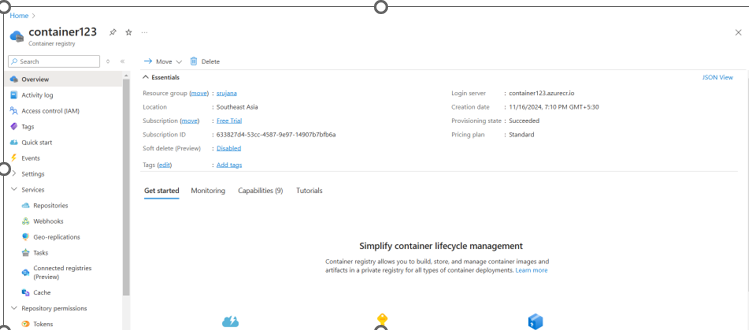 Home >
container123
Container registry
Search
Move
Delete
Overview
Activity log
Access control (IAM)
Tags
Quick start
Events
Settings
Services
Repositories
Webhooks
Geo-replications
Tasks
Connected registries
(Preview)
Cache
Repository permissions
Tokens
Essentials
JSON View
Resource group (move) : srujana
Location : Southeast Asia
Subscription (move) : Free Trial
Subscription ID : 633827d4-53cc-4587-9e97-14907b7bfb6a
Soft delete (Preview) : Disabled
Tags (edit) : Add tags
Login server : container123.azurecr.io
Creation date : 11/16/2024, 7:10 PM GMT+5:30
Provisioning state : Succeeded
Pricing plan : Standard
Get started Monitoring Capabilities (9) Tutorials
Simplify container lifecycle management
Container registry allows you to build, store, and manage container images and
artifacts in a private registry for all types of container deployments. Learn more